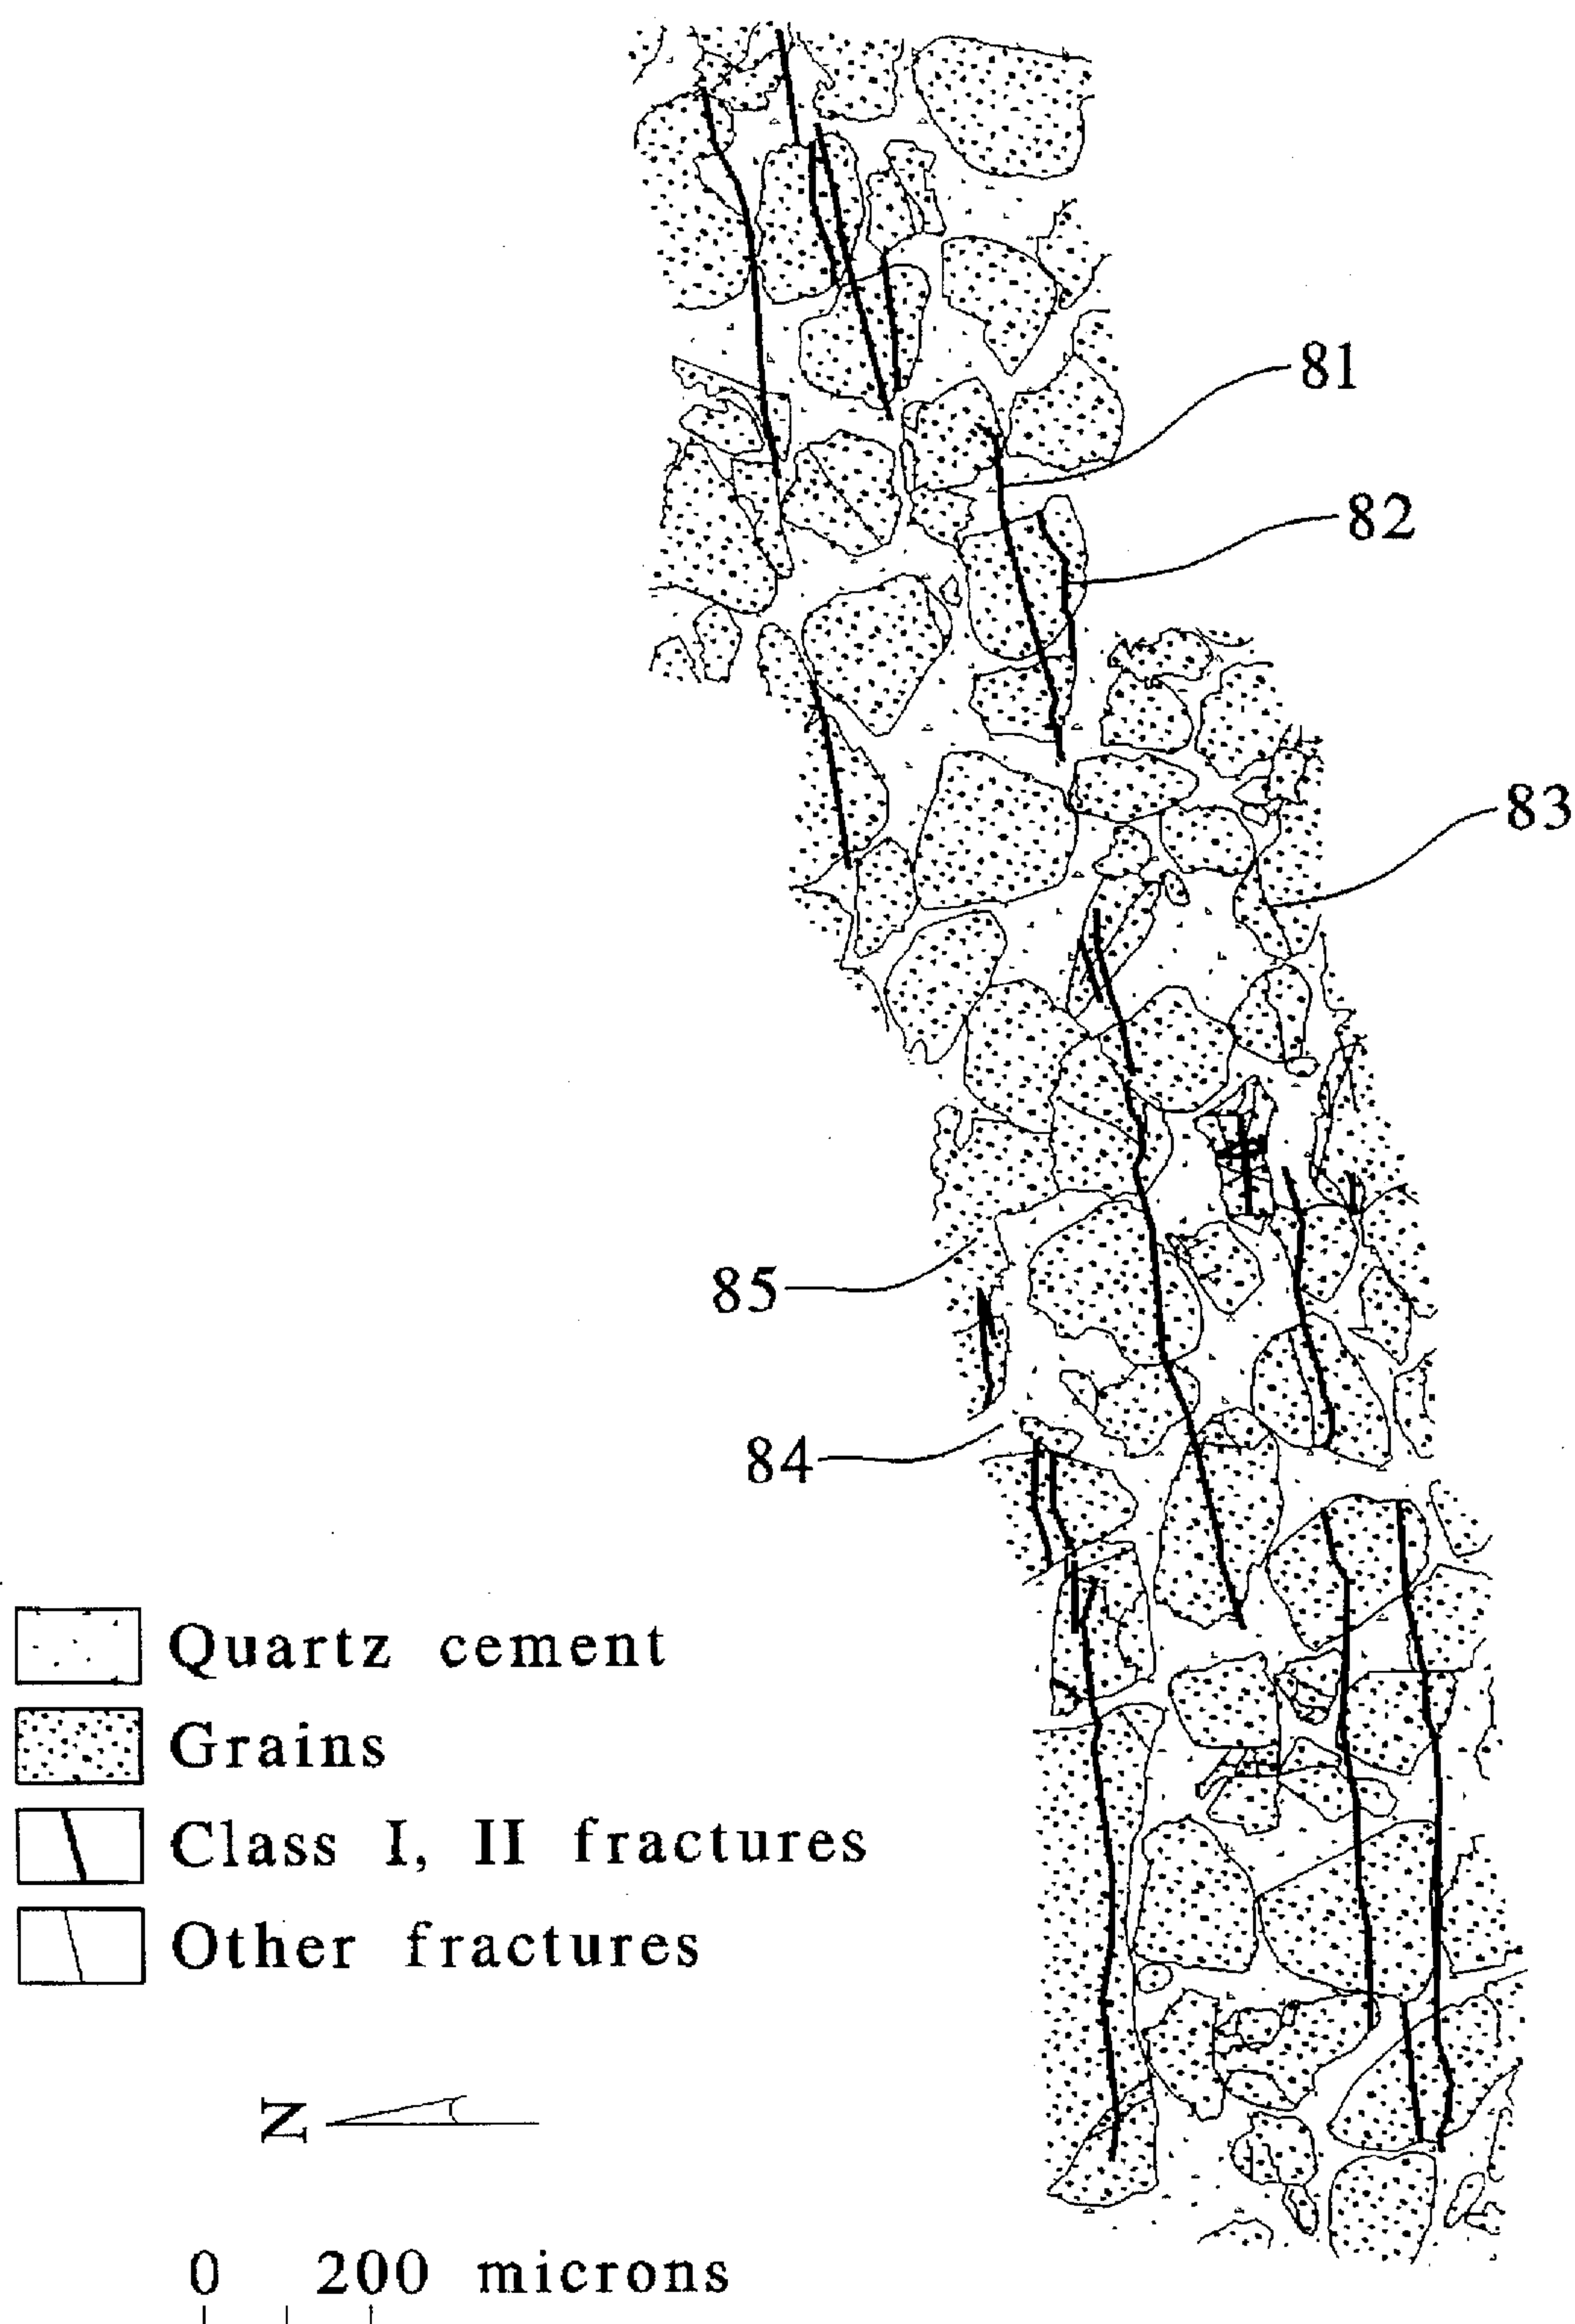 81
82
83
85
84
Quartz cement
Grains
Class I, II fractures
Other fractures
N
0 200 microns